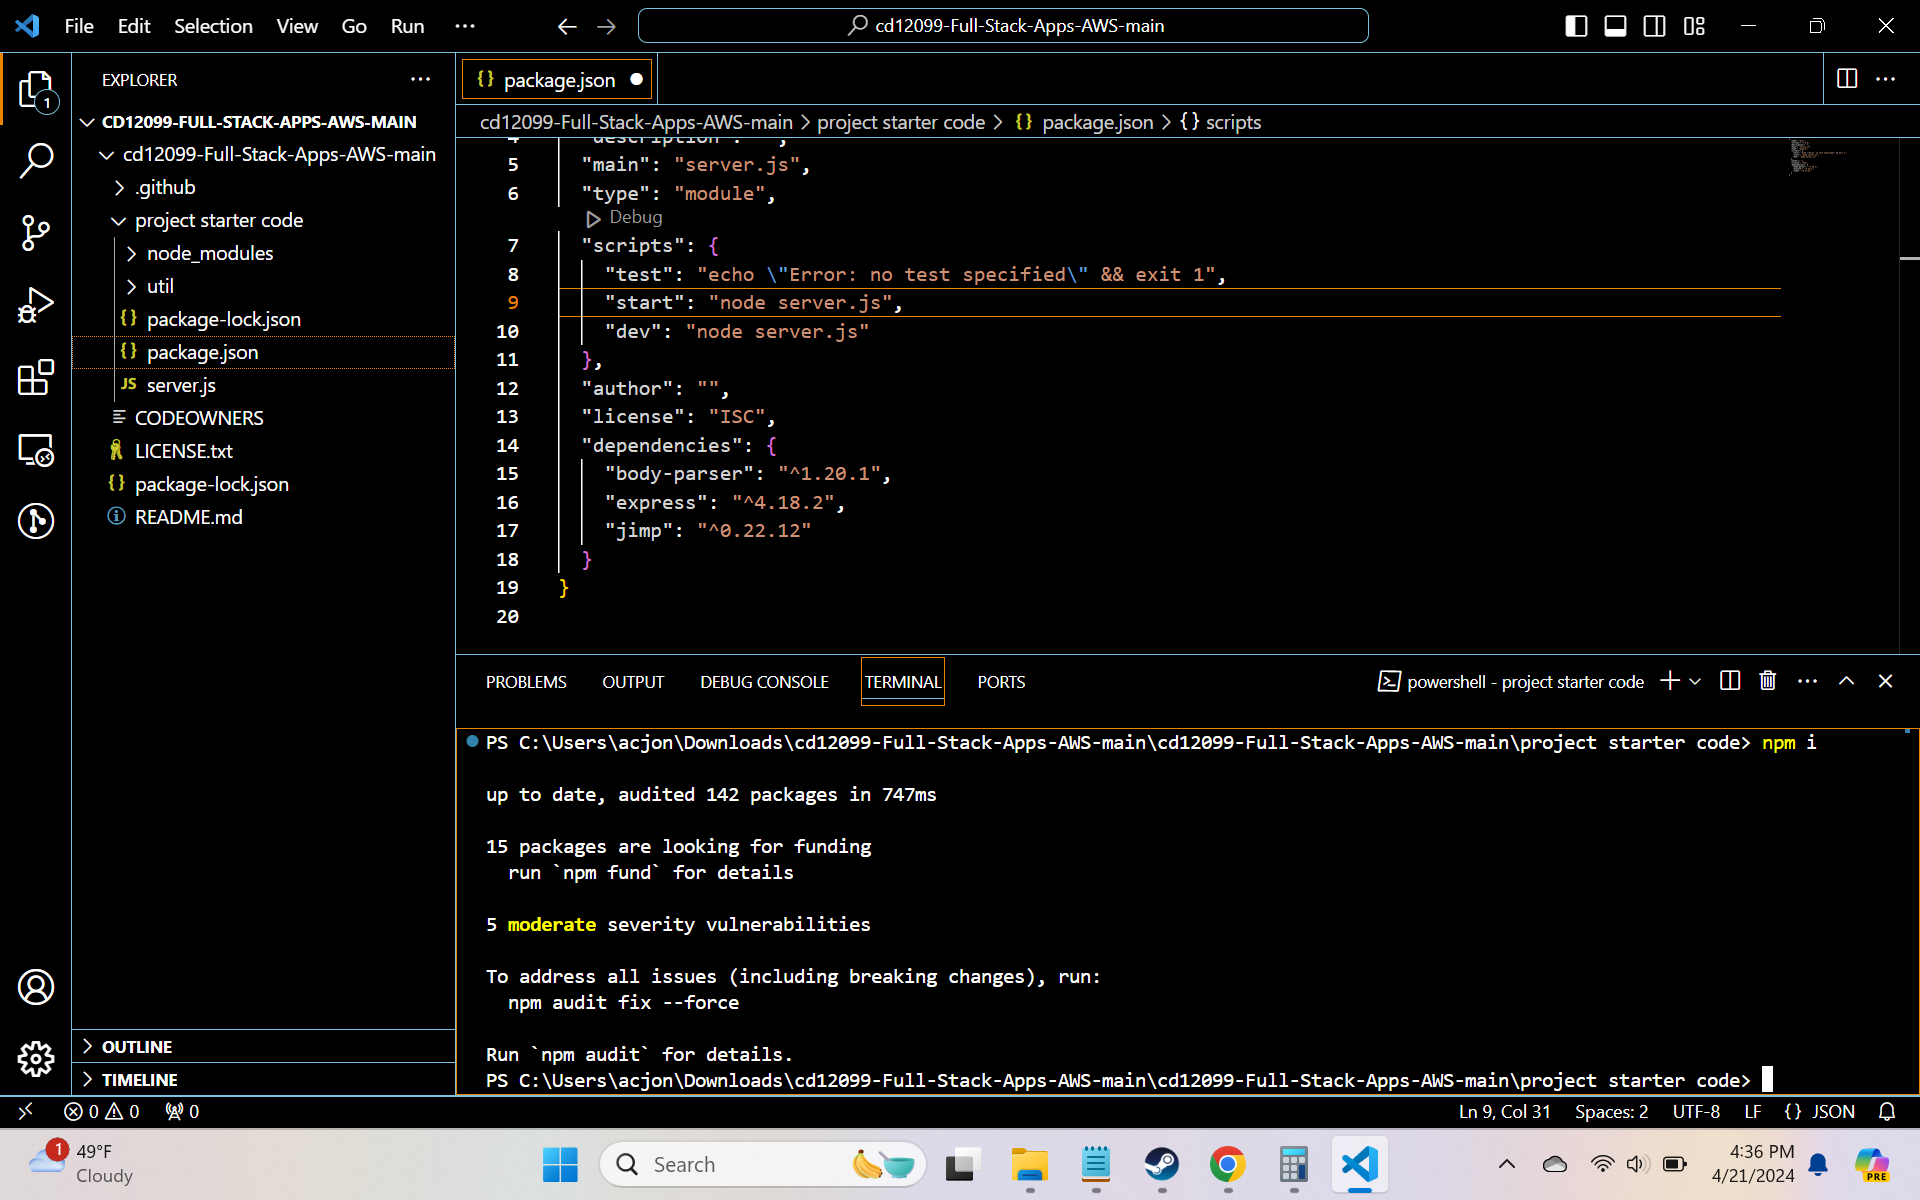 File Edit Selection View Go Run ···
cd12099-Full-Stack-Apps-AWS-main
EXPLORER
1
CD12099-FULL-STACK-APPS-AWS-MAIN
cd12099-Full-Stack-Apps-AWS-main
.github
project starter code
node_modules
util
{} package-lock.json
{} package.json
JS server.js
CODEOWNERS
LICENSE.txt
{} package-lock.json
README.md
OUTLINE
TIMELINE
{} package.json
cd12099-Full-Stack-Apps-AWS-main > project starter code > {} package.json > {} scripts
4 "description": "",
5 "main": "server.js",
6 "type": "module",
Debug
7 "scripts": {
8 "test": "echo \"Error: no test specified\" && exit 1",
9 "start": "node server.js",
10 "dev": "node server.js"
11 },
12 "author": "",
13 "license": "ISC",
14 "dependencies": {
15 "body-parser": "^1.20.1",
16 "express": "^4.18.2",
17 "jimp": "^0.22.12"
18 }
19 }
20
PROBLEMS OUTPUT DEBUG CONSOLE TERMINAL PORTS
powershell - project starter code
PS C:\Users\acjon\Downloads\cd12099-Full-Stack-Apps-AWS-main\cd12099-Full-Stack-Apps-AWS-main\project starter code> npm i
up to date, audited 142 packages in 747ms
15 packages are looking for funding
run `npm fund` for details
5 moderate severity vulnerabilities
To address all issues (including breaking changes), run:
npm audit fix --force
Run `npm audit` for details.
PS C:\Users\acjon\Downloads\cd12099-Full-Stack-Apps-AWS-main\cd12099-Full-Stack-Apps-AWS-main\project starter code>
0 0 0
Ln 9, Col 31 Spaces: 2 UTF-8 LF {} JSON
1
49°F
Cloudy
Search
4:36 PM
4/21/2024
PRE